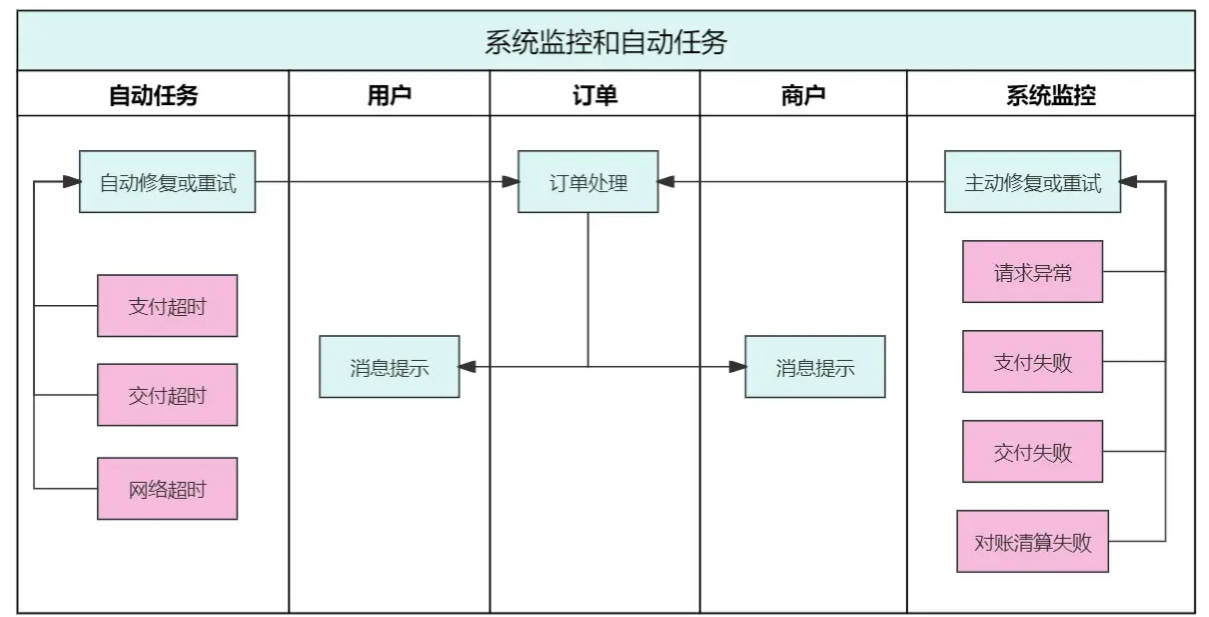 系统监控和自动任务
自动任务
用户
订单
商户
系统监控
自动修复或重试
订单处理
主动修复或重试
请求异常
支付超时
消息提示
消息提示
支付失败
交付超时
交付失败
网络超时
对账清算失败